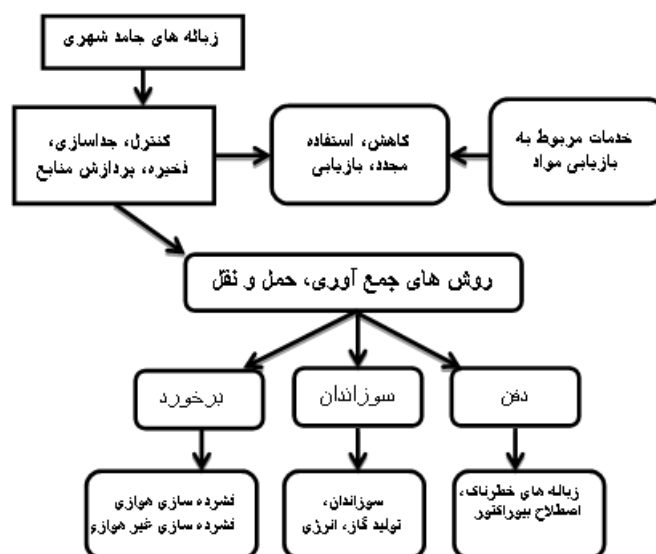 زباله های جامد شهری
کنترل، جداسازی،
ذخیره، پردازش منابع
کاهش، استفاده
مجدد، بازیابی
خدمات مربوط به
بازیابی مواد
روش های جمع آوری، حمل و نقل
برخورد
سوزاندن
دفن
فشرده سازی هوازی
فشرده سازی غیر هوازی
سوزاندن،
تولید گاز، انرژی
زباله های خطرناک،
اصطلاح بیوراکتور